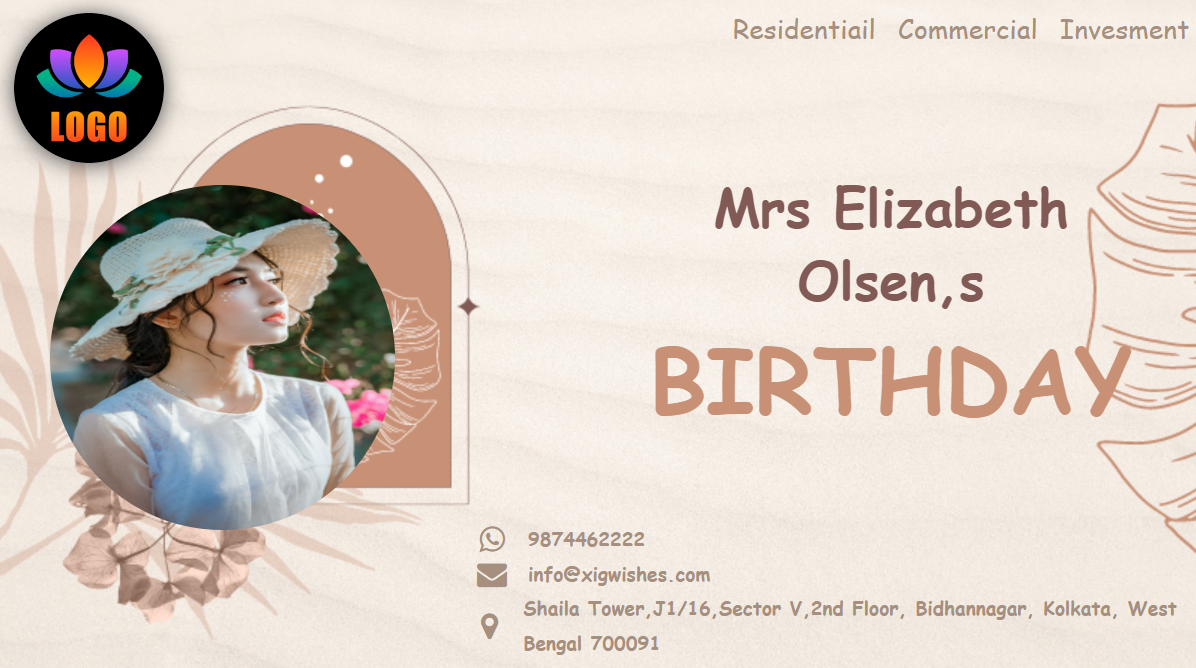 LOGO
Residentiail Commercial Invesment
Mrs Elizabeth
Olsen,s
BIRTHDAY
9874462222
info@xigwishes.com
Shaila Tower,J1/16,Sector V,2nd Floor, Bidhannagar, Kolkata, West
Bengal 700091